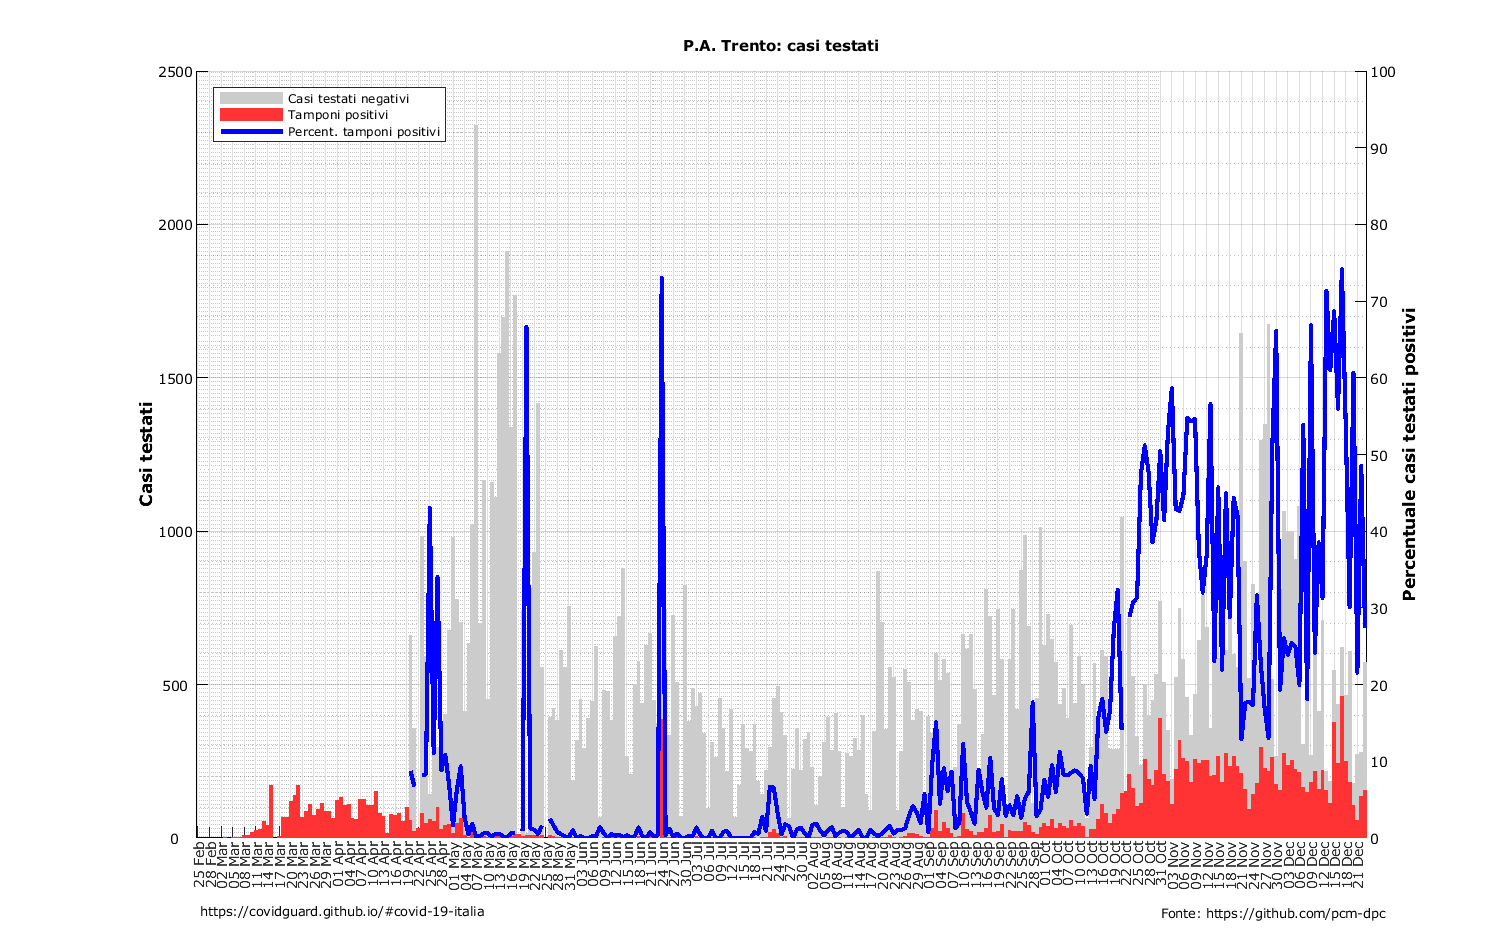 P.A. Trento: casi testati
Casi testati negativi
Tamponi positivi
Percent. tamponi positivi
Casi testati
2500
2000
1500
1000
500
0
100
90
80
70
60
50
40
30
20
10
0
Percentuale casi testati positivi
25 Feb
28 Feb
02 Mar
05 Mar
08 Mar
11 Mar
14 Mar
17 Mar
20 Mar
23 Mar
26 Mar
29 Mar
01 Apr
04 Apr
07 Apr
10 Apr
13 Apr
16 Apr
19 Apr
22 Apr
25 Apr
28 Apr
01 May
04 May
07 May
10 May
13 May
16 May
19 May
22 May
25 May
28 May
31 May
03 Jun
06 Jun
09 Jun
12 Jun
15 Jun
18 Jun
21 Jun
24 Jun
27 Jun
30 Jun
03 Jul
06 Jul
09 Jul
12 Jul
15 Jul
18 Jul
21 Jul
24 Jul
27 Jul
30 Jul
02 Aug
05 Aug
08 Aug
11 Aug
14 Aug
17 Aug
20 Aug
23 Aug
26 Aug
29 Aug
01 Sep
04 Sep
07 Sep
10 Sep
13 Sep
16 Sep
19 Sep
22 Sep
25 Sep
28 Sep
01 Oct
04 Oct
07 Oct
10 Oct
13 Oct
16 Oct
19 Oct
22 Oct
25 Oct
28 Oct
31 Oct
03 Nov
06 Nov
09 Nov
12 Nov
15 Nov
18 Nov
21 Nov
24 Nov
27 Nov
30 Nov
03 Dec
06 Dec
09 Dec
12 Dec
15 Dec
18 Dec
21 Dec
https://covidguard.github.io/#covid-19-italia
Fonte: https://github.com/pcm-dpc